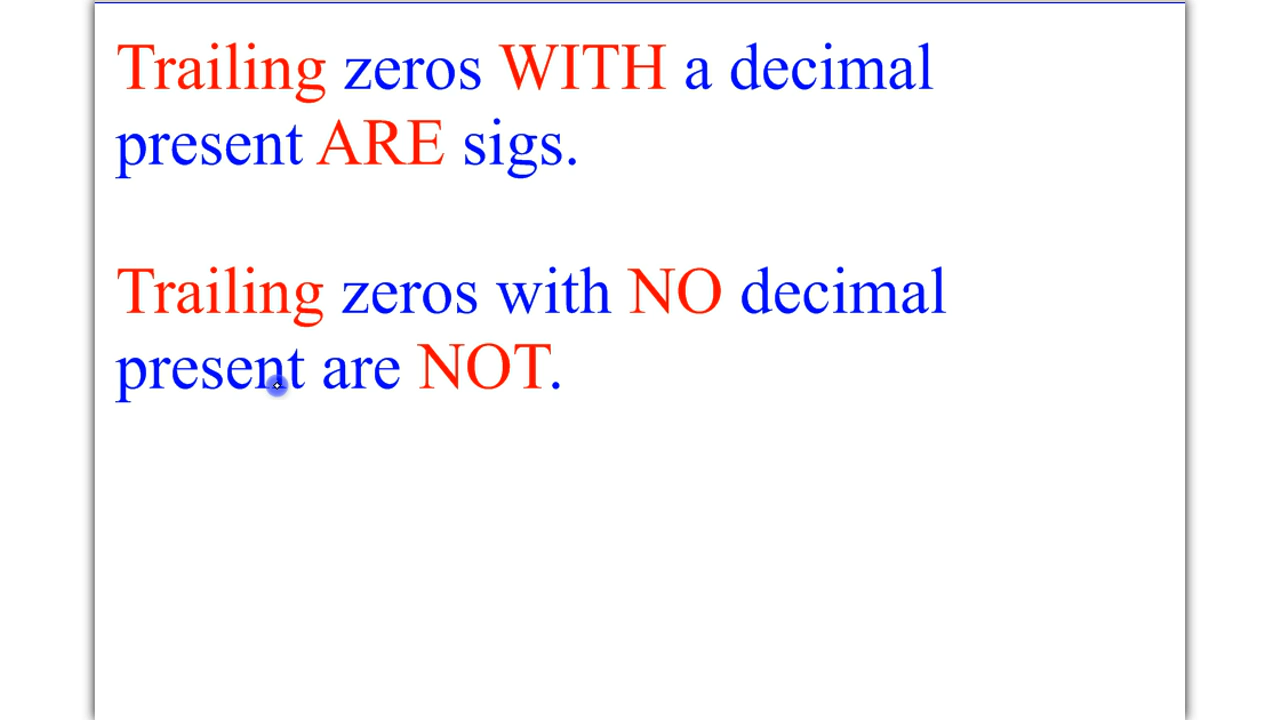 Trailing zeros WITH a decimal
present ARE sigs.
Trailing zeros with NO decimal
present are NOT.